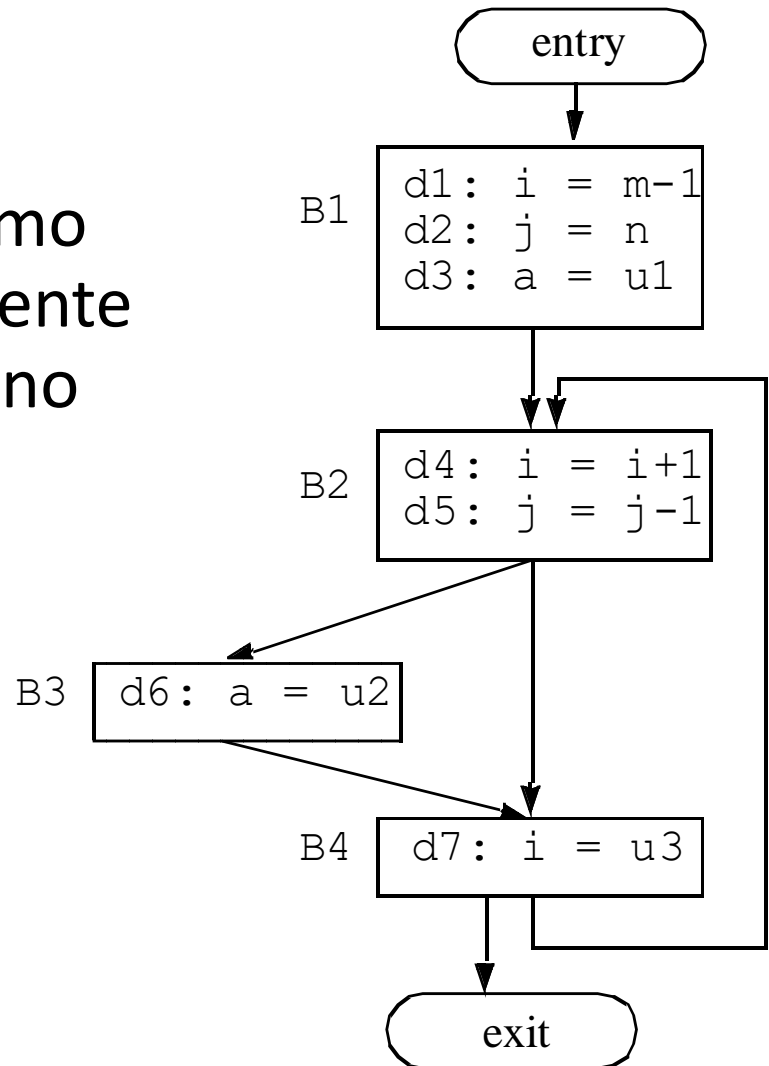 entry
B1
d1: i = m-1
d2: j = n
d3: a = u1
mo
ente
no
B2
d4: i = i+1
d5: j = j-1
B3
d6: a = u2
B4
d7: i = u3
exit